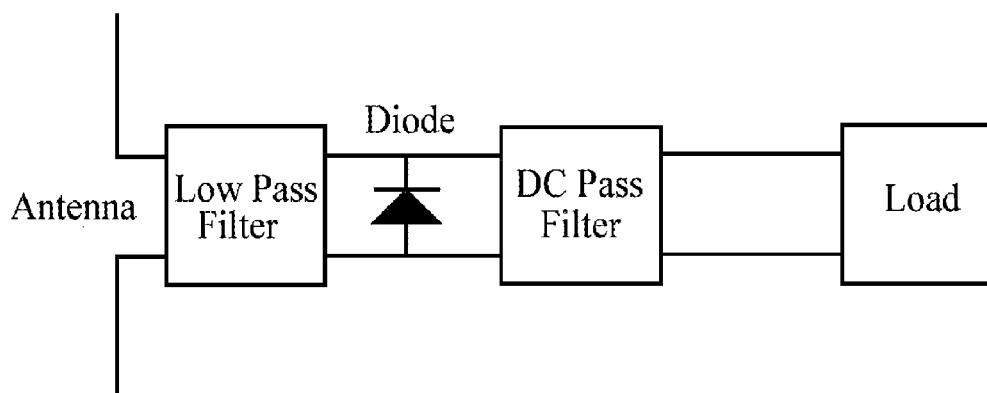 Antenna
Low Pass
Filter
Diode
DC Pass
Filter
Load